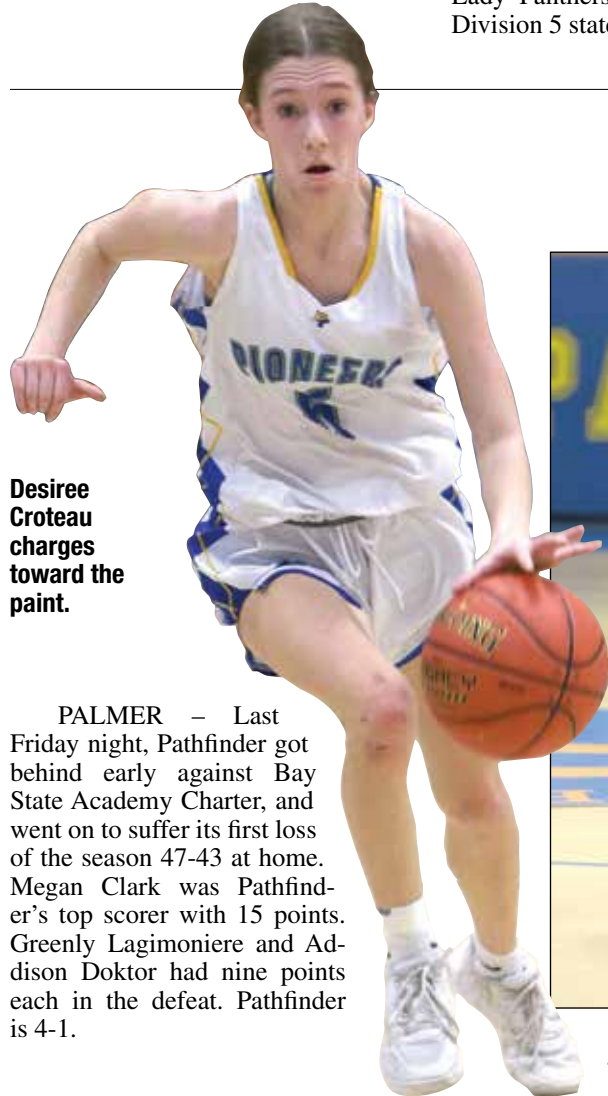 Lady Panthers
Division 5 state
PIONEER
Desiree
Croteau
charges
toward the
paint.
PALMER – Last
Friday night, Pathfinder got
behind early against Bay
State Academy Charter, and
went on to suffer its first loss
of the season 47-43 at home.
Megan Clark was Pathfind-
er's top scorer with 15 points.
Greenly Lagimoniere and Ad-
dison Doktor had nine points
each in the defeat. Pathfinder
is 4-1.
PA